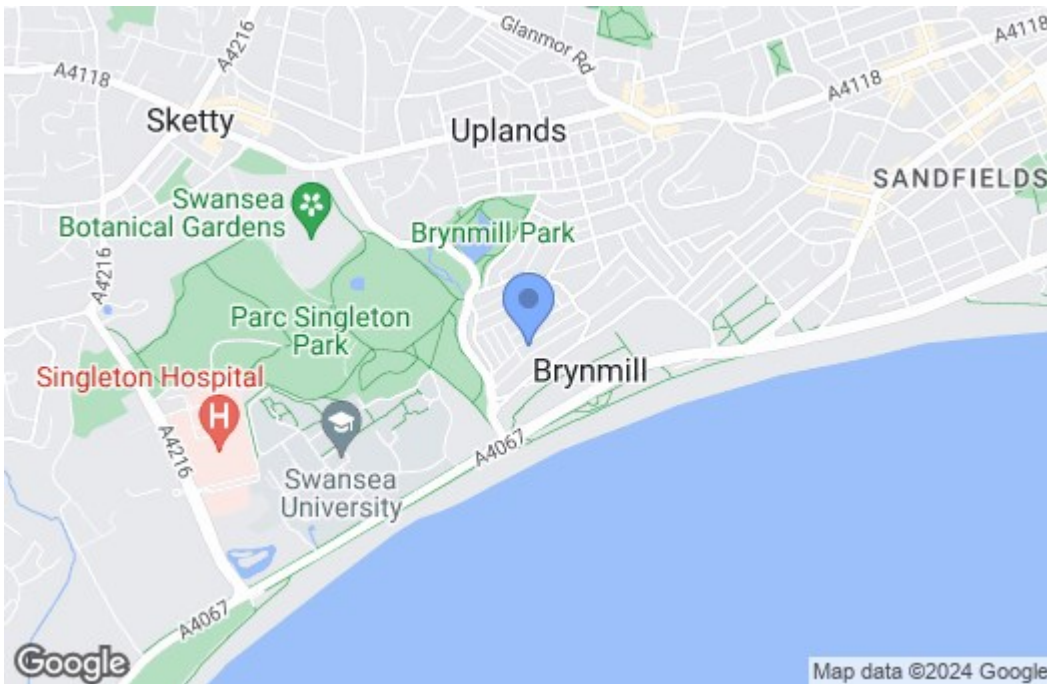 Glanmor Rd
A4118
A4216
A4118
A4118
Sketty
Uplands
SANDFIELDS
Swansea
Botanical Gardens
Brynmill Park
A4216
Parc Singleton
Park
Singleton Hospital
H
Brynmill
A4216
A4067
Swansea
University
A4067
Google
Map data ©2024 Google